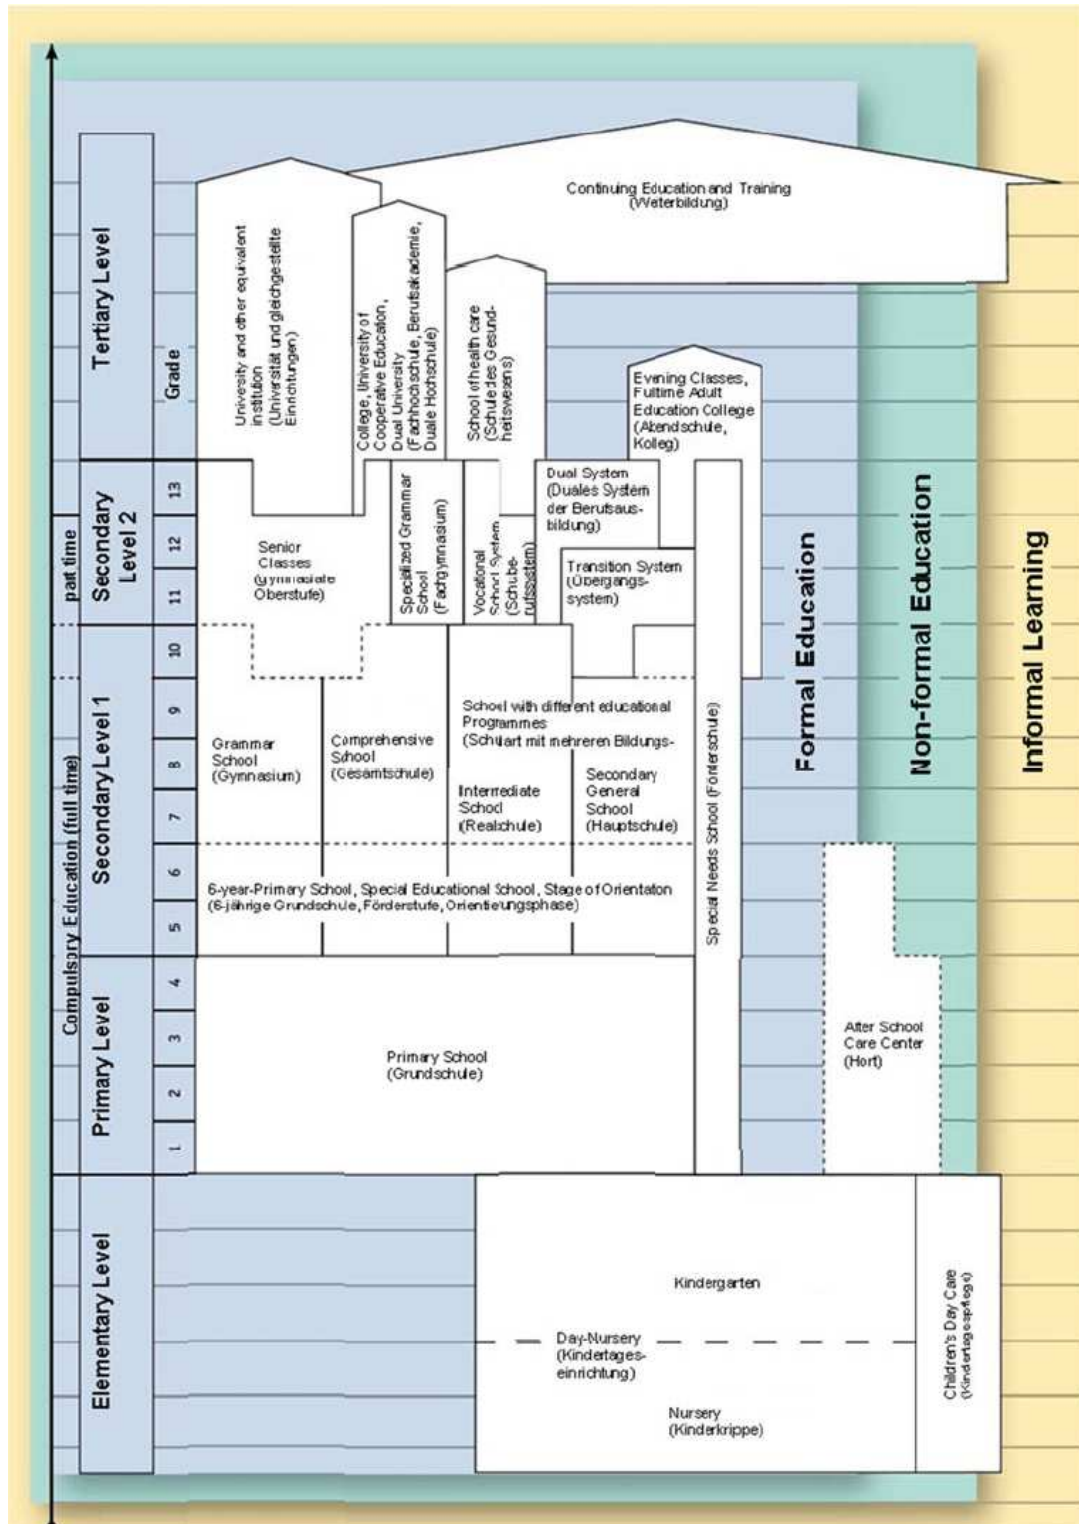 Continuing Education and Training
(Weiterbildung)
Tertiary Level
Grade
University and other equivalent
institution
(Universität und gleichgestellte
Einrichtungen)
College, University of
Cooperative Education,
Dual University
(Fachhochschule, Berufsakademie,
Duale Hochschule)
School of health care
(Schule des Gesund-
heitswesens)
Evening Classes,
Fulltime Adult
Education College
(Abendschule,
Kolleg)
part time
Secondary
Level 2
13
12
11
Senior
Classes
(gymnasiale
Oberstufe)
Specialized Grammar
School
(Fachgymnasium)
Vocational
School System
(Schulbe-
rufssystem)
Dual System
(Duales System
der Berufsaus-
bildung)
Transition System
(Übergangs-
system)
Compulsory Education (full time)
Secondary Level 1
10
9
8
7
6
5
Grammar
School
(Gymnasium)
Comprehensive
School
(Gesamtschule)
School with different educational
Programmes
(Schulart mit mehreren Bildungs-
Intermediate
School
(Realschule)
Secondary
General
School
(Hauptschule)
6-year-Primary School, Special Educational School, Stage of Orientaton
(6-jährige Grundschule, Förderstufe, Orientierungsphase)
Special Needs School (Förderschule)
Formal Education
Non-formal Education
Informal Learning
Primary Level
4
3
2
1
Primary School
(Grundschule)
After School
Care Center
(Hort)
Elementary Level
Kindergarten
Day-Nursery
(Kindertages-
einrichtung)
Nursery
(Kinderkrippe)
Children's Day Care
(Kindertagespflege)